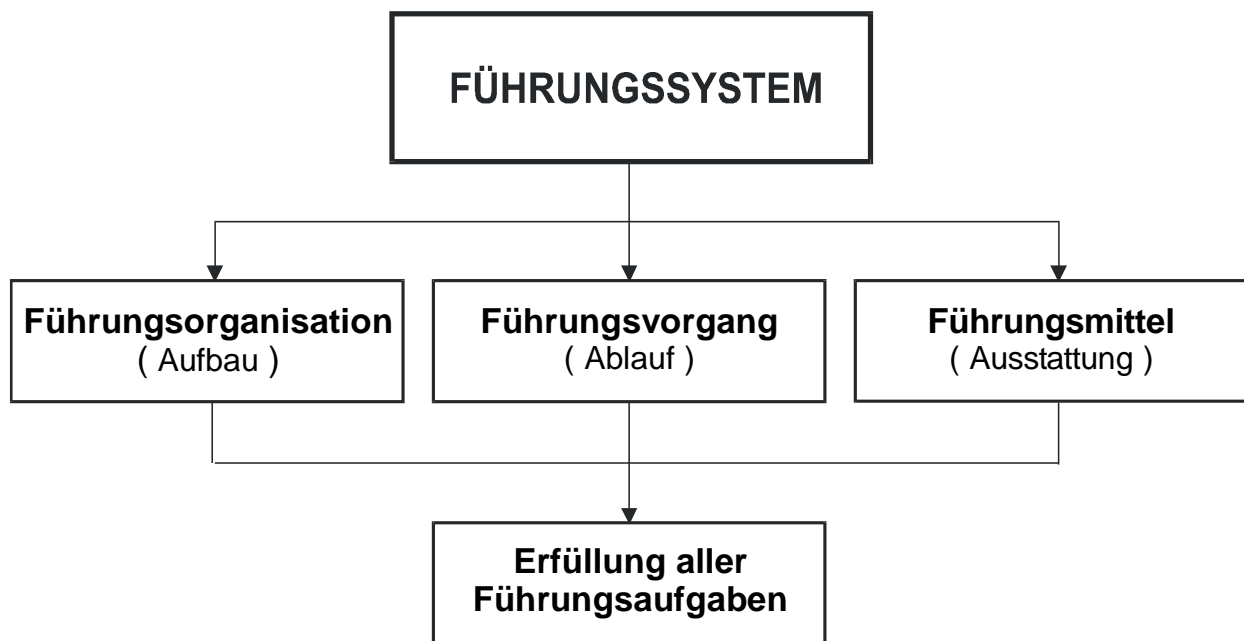 FÜHRUNGSSYSTEM
Führungsorganisation
( Aufbau )
Führungsvorgang
( Ablauf )
Führungsmittel
( Ausstattung )
Erfüllung aller
Führungsaufgaben